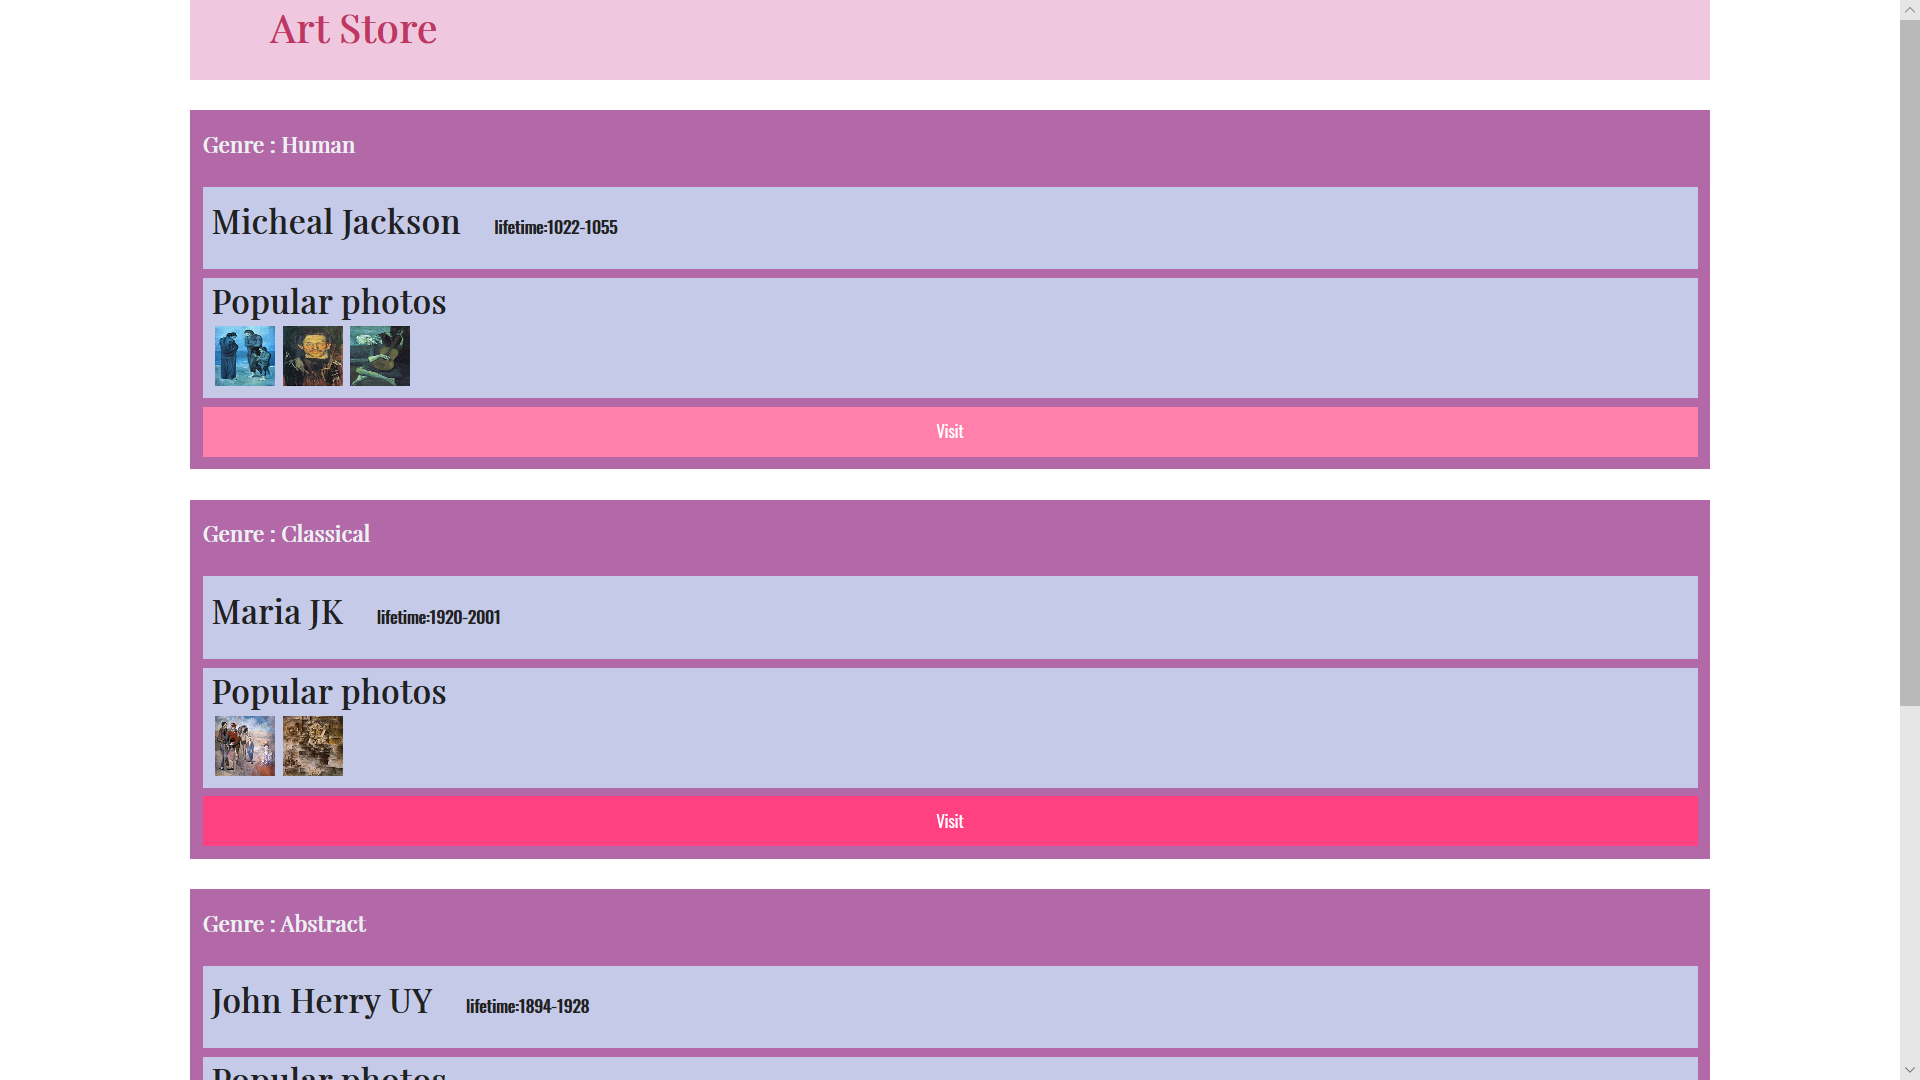 Art Store
Genre : Human
Micheal Jackson lifetime:1022-1055
Popular photos
Visit
Genre : Classical
Maria JK lifetime:1920-2001
Popular photos
Visit
Genre : Abstract
John Herry UY lifetime:1894-1928
Popular photos